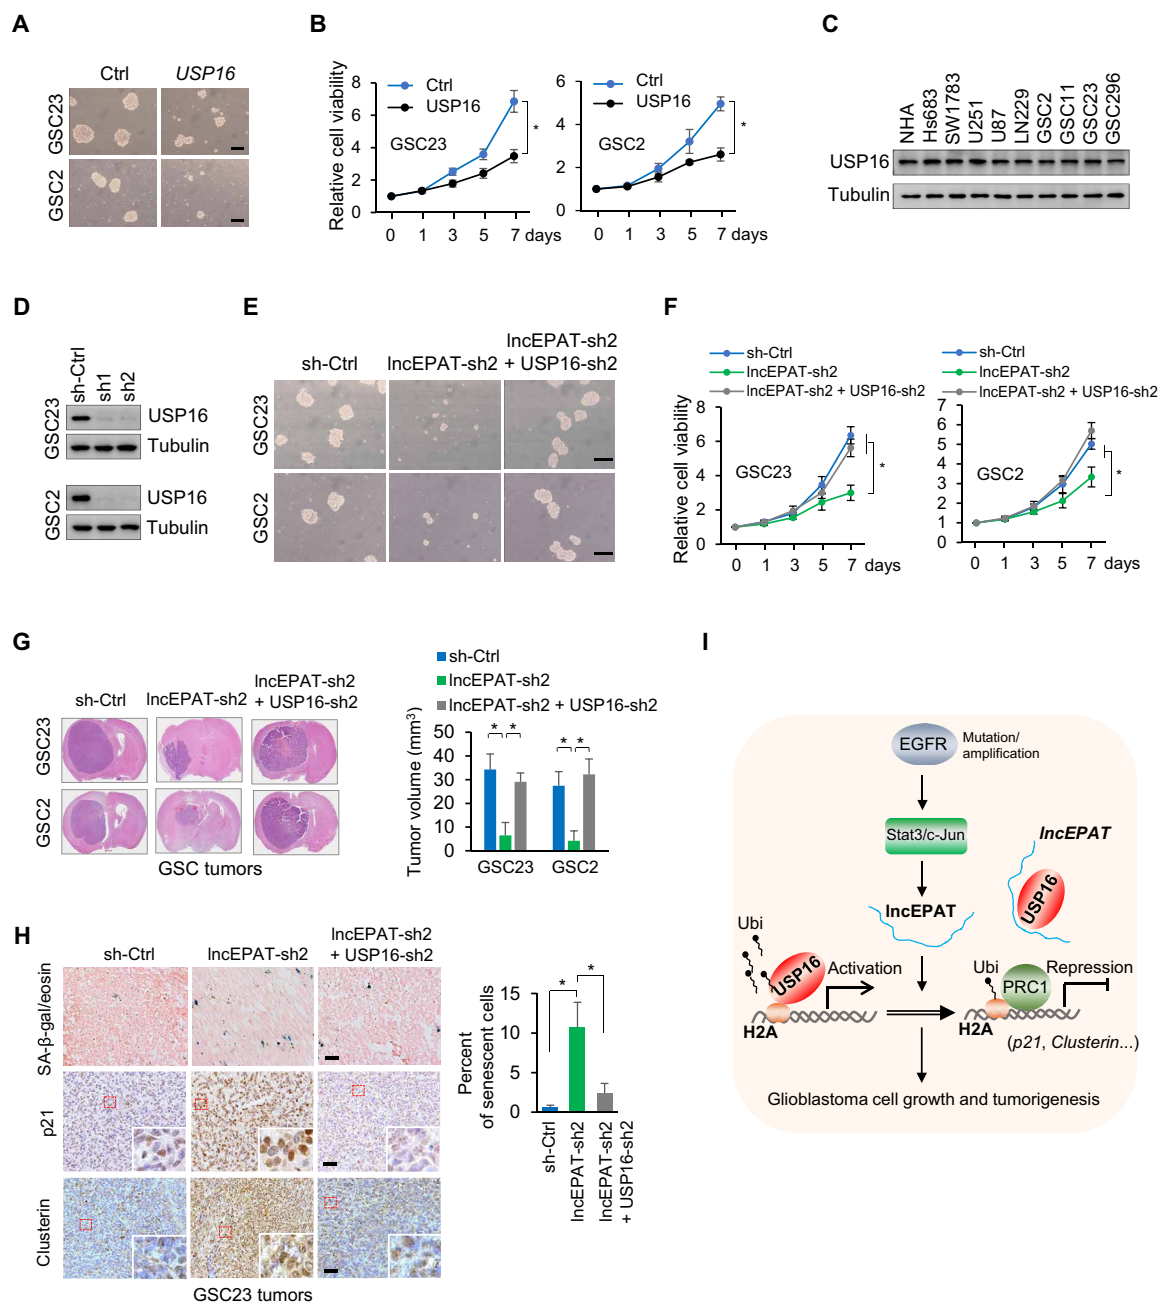 A
Ctrl
USP16
GSC23
GSC2
B
Relative cell viability
8
6
4
2
0
Ctrl
USP16
GSC23
*
0 1 3 5 7 days
6
4
2
0
Ctrl
USP16
GSC2
*
0 1 3 5 7 days
C
NHA
Hs683
SW1783
U251
U87
LN229
GSC2
GSC11
GSC23
GSC296
USP16
Tubulin
D
sh-Ctrl
sh1
sh2
GSC23
USP16
Tubulin
GSC2
USP16
Tubulin
E
sh-Ctrl
lncEPAT-sh2
lncEPAT-sh2
+ USP16-sh2
GSC23
GSC2
F
sh-Ctrl
lncEPAT-sh2
lncEPAT-sh2 + USP16-sh2
Relative cell viability
8
6
4
2
0
GSC23
*
0 1 3 5 7 days
sh-Ctrl
lncEPAT-sh2
lncEPAT-sh2 + USP16-sh2
6
5
4
3
2
7
1
0
GSC2
*
0 1 3 5 7 days
G
sh-Ctrl
lncEPAT-sh2
lncEPAT-sh2
+ USP16-sh2
GSC23
GSC2
GSC tumors
sh-Ctrl
lncEPAT-sh2
lncEPAT-sh2 + USP16-sh2
Tumor volume (mm³)
50
40
30
20
10
0
* *
* *
GSC23 GSC2
H
sh-Ctrl
lncEPAT-sh2
lncEPAT-sh2
+ USP16-sh2
SA-β-gal/eosin
p21
Clusterin
GSC23 tumors
Percent
of senescent cells
15
10
5
0
*
*
sh-Ctrl
lncEPAT-sh2
lncEPAT-sh2
+ USP16-sh2
I
EGFR
Mutation/
amplification
Stat3/c-Jun
lncEPAT
lncEPAT
USP16
Ubi
USP16
Activation
H2A
Ubi
PRC1
Repression
H2A
(p21, Clusterin...)
Glioblastoma cell growth and tumorigenesis